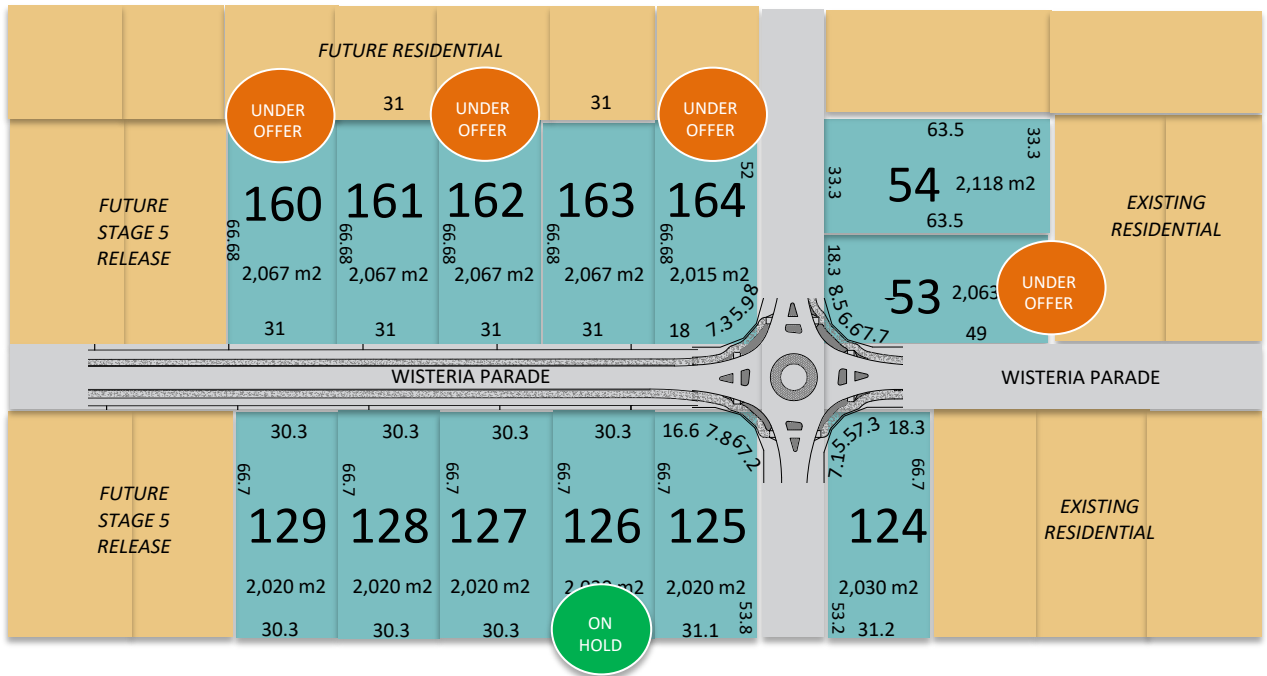 FUTURE RESIDENTIAL
31
31
UNDER
OFFER
UNDER
OFFER
UNDER
OFFER
FUTURE
STAGE 5
RELEASE
160
66.68
2,067 m2
31
161
66.68
2,067 m2
31
162
66.68
2,067 m2
31
163
66.68
2,067 m2
31
164
52
66.68
2,015 m2
18
7.3
5.9
8
63.5
33.3
33.3
54
2,118 m2
63.5
18.3
8.5
6.6
7.7
53
2,063
49
UNDER
OFFER
EXISTING
RESIDENTIAL
WISTERIA PARADE
WISTERIA PARADE
FUTURE
STAGE 5
RELEASE
30.3
66.7
129
2,020 m2
30.3
30.3
66.7
128
2,020 m2
30.3
30.3
66.7
127
2,020 m2
30.3
30.3
66.7
126
ON
HOLD
16.6
7.8
6
7.2
66.7
125
2,020 m2
53.8
31.1
7.1
5.5
7.3
18.3
66.7
124
2,030 m2
53.2
31.2
EXISTING
RESIDENTIAL